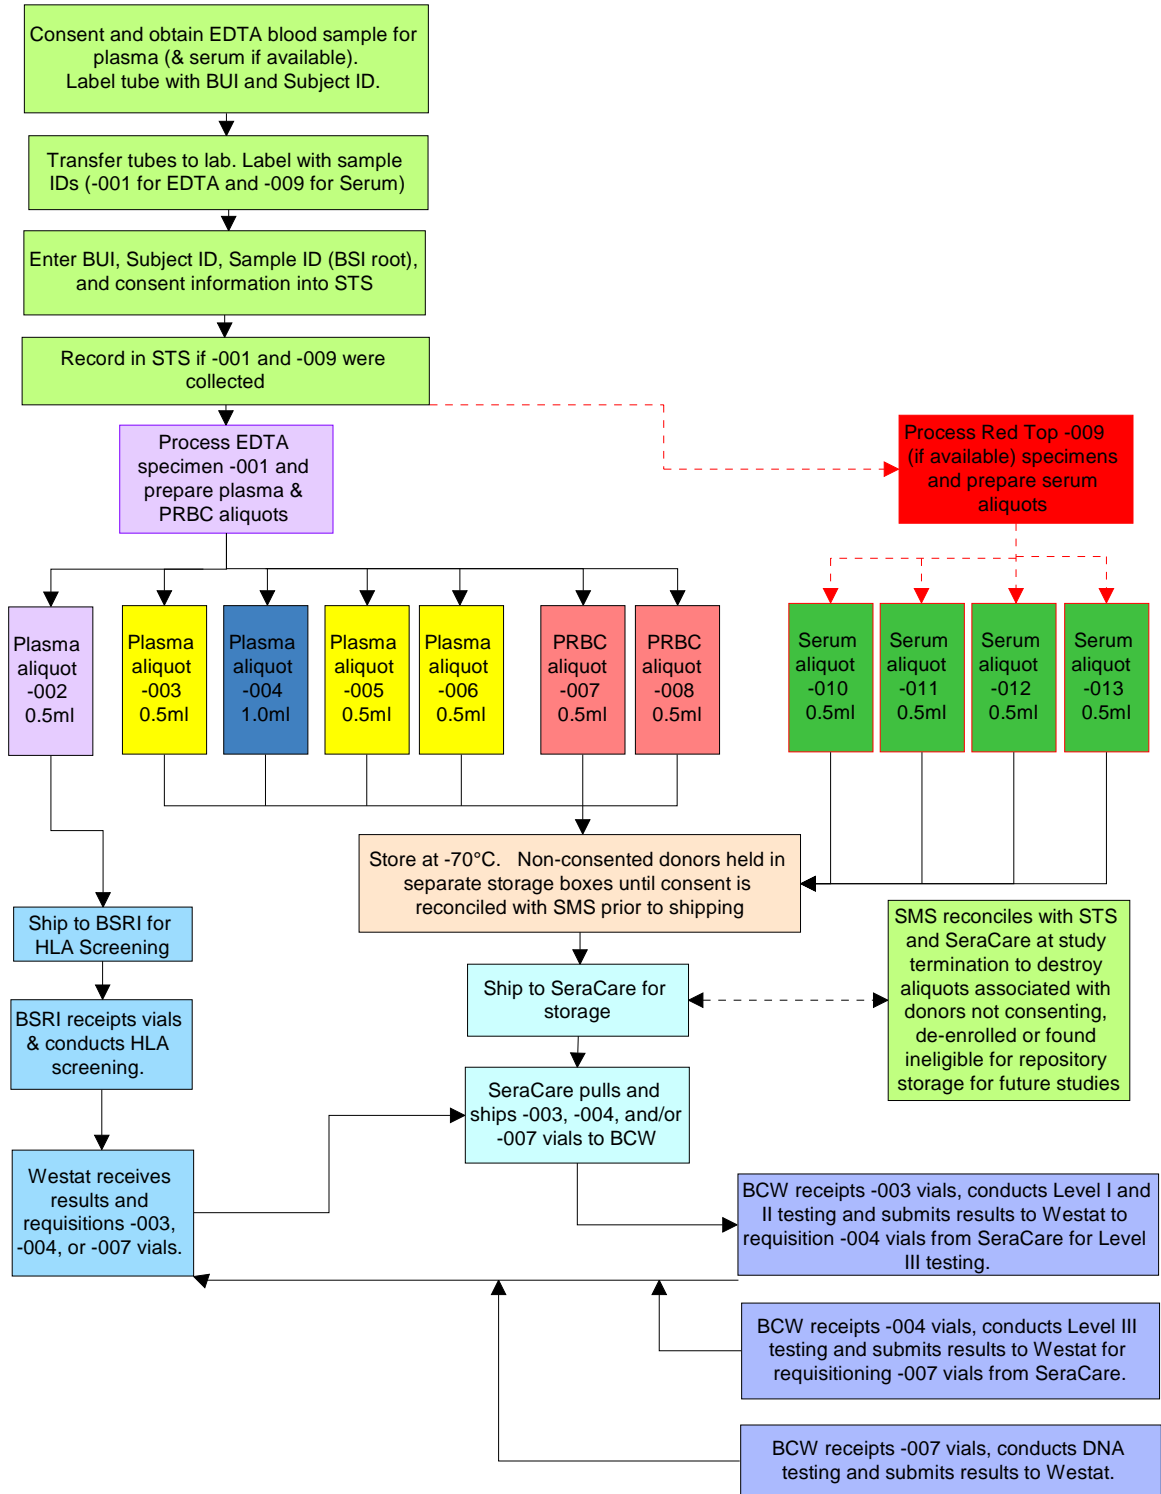 Consent and obtain EDTA blood sample for
plasma (& serum if available).
Label tube with BUI and Subject ID.
Transfer tubes to lab. Label with sample
IDs (-001 for EDTA and -009 for Serum)
Enter BUI, Subject ID, Sample ID (BSI root),
and consent information into STS
Record in STS if -001 and -009 were
collected
Process EDTA
specimen -001 and
prepare plasma &
PRBC aliquots
Process Red Top -009
(if available) specimens
and prepare serum
aliquots
Plasma
aliquot
-002
0.5ml
Plasma
aliquot
-003
0.5ml
Plasma
aliquot
-004
1.0ml
Plasma
aliquot
-005
0.5ml
Plasma
aliquot
-006
0.5ml
PRBC
aliquot
-007
0.5ml
PRBC
aliquot
-008
0.5ml
Serum
aliquot
-010
0.5ml
Serum
aliquot
-011
0.5ml
Serum
aliquot
-012
0.5ml
Serum
aliquot
-013
0.5ml
Store at -70°C.   Non-consented donors held in
separate storage boxes until consent is
reconciled with SMS prior to shipping
Ship to BSRI for
HLA Screening
SMS reconciles with STS
and SeraCare at study
termination to destroy
aliquots associated with
donors not consenting,
de-enrolled or found
ineligible for repository
storage for future studies
Ship to SeraCare for
storage
BSRI receipts vials
& conducts HLA
screening.
SeraCare pulls and
ships -003, -004, and/or
-007 vials to BCW
Westat receives
results and
requisitions -003,
-004, or -007 vials.
BCW receipts -003 vials, conducts Level I and
II testing and submits results to Westat to
requisition -004 vials from SeraCare for Level
III testing.
BCW receipts -004 vials, conducts Level III
testing and submits results to Westat for
requisitioning -007 vials from SeraCare.
BCW receipts -007 vials, conducts DNA
testing and submits results to Westat.